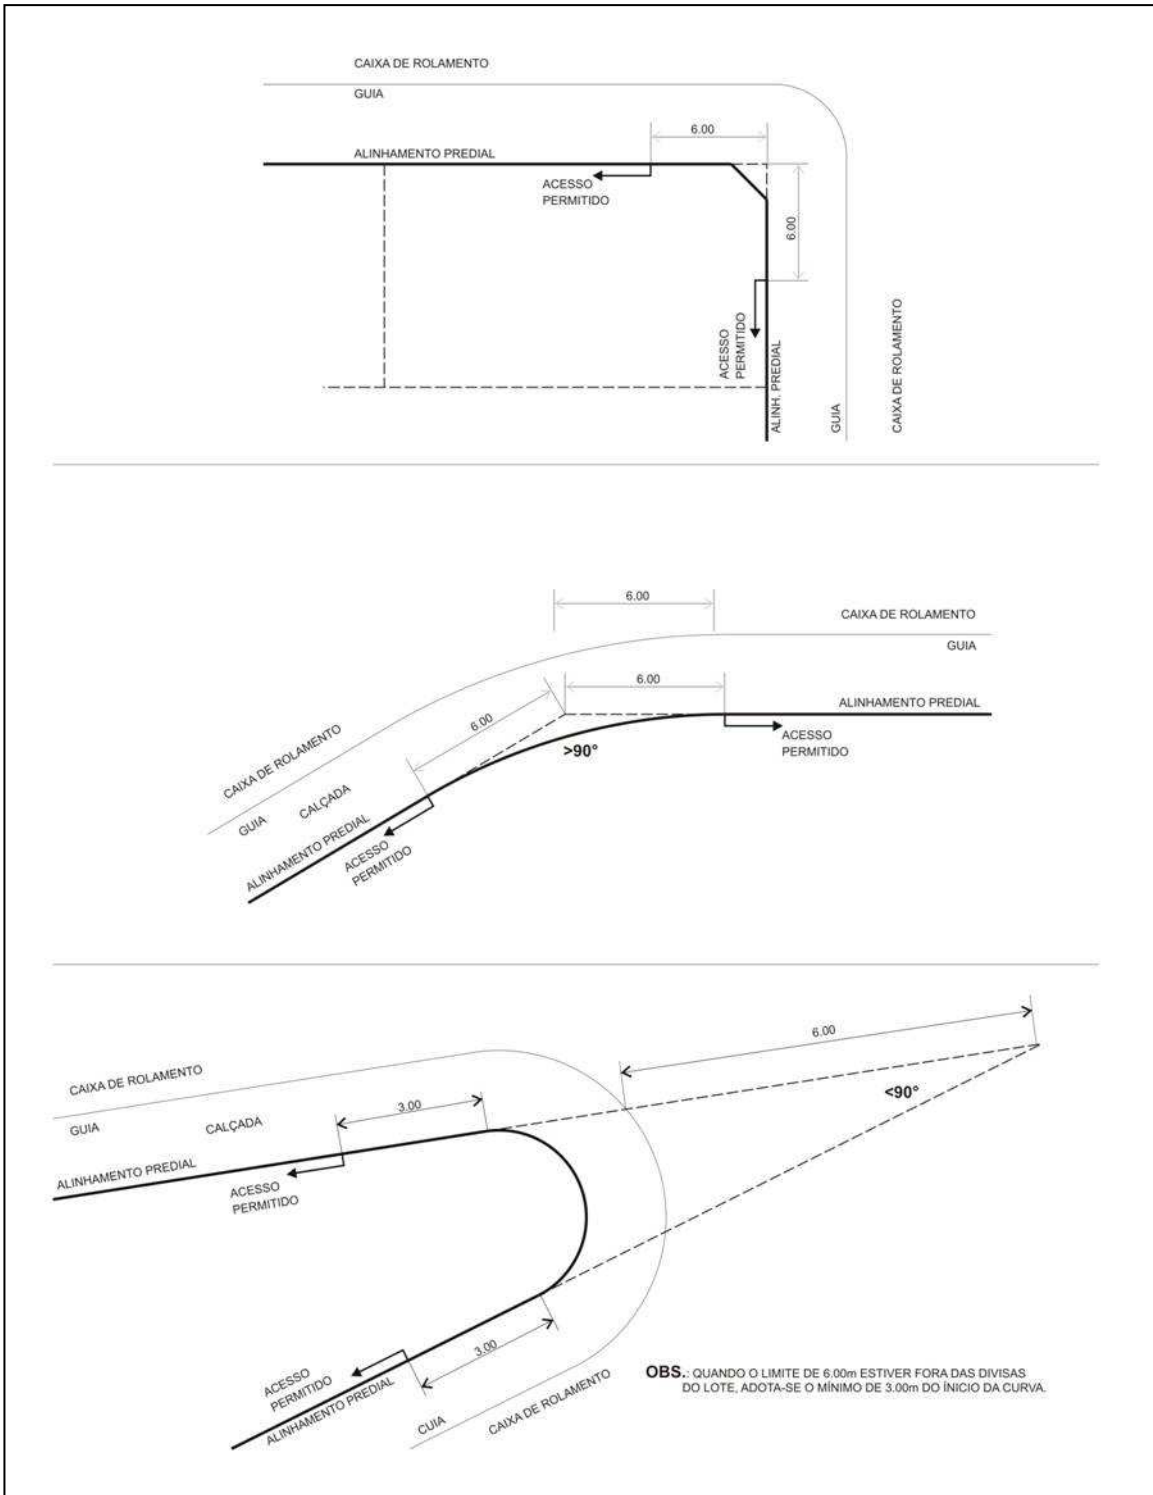 CAIXA DE ROLAMENTO
GUIA
6.00
ALINHAMENTO PREDIAL
ACESSO
PERMITIDO
6.00
ACESSO
PERMITIDO
ALINH. PREDIAL
GUIA
CAIXA DE ROLAMENTO
6.00
CAIXA DE ROLAMENTO
GUIA
6.00
ALINHAMENTO PREDIAL
6.00
ACESSO
PERMITIDO
>90°
CAIXA DE ROLAMENTO
CALÇADA
GUIA
ALINHAMENTO PREDIAL
ACESSO
PERMITIDO
6.00
<90°
CAIXA DE ROLAMENTO
3.00
GUIA
CALÇADA
ALINHAMENTO PREDIAL
ACESSO
PERMITIDO
3.00
ACESSO
PERMITIDO
ALINHAMENTO PREDIAL
CUIA
CAIXA DE ROLAMENTO
OBS.: QUANDO O LIMITE DE 6.00m ESTIVER FORA DAS DIVISAS
DO LOTE, ADOTA-SE O MÍNIMO DE 3.00m DO ÍNICIO DA CURVA.